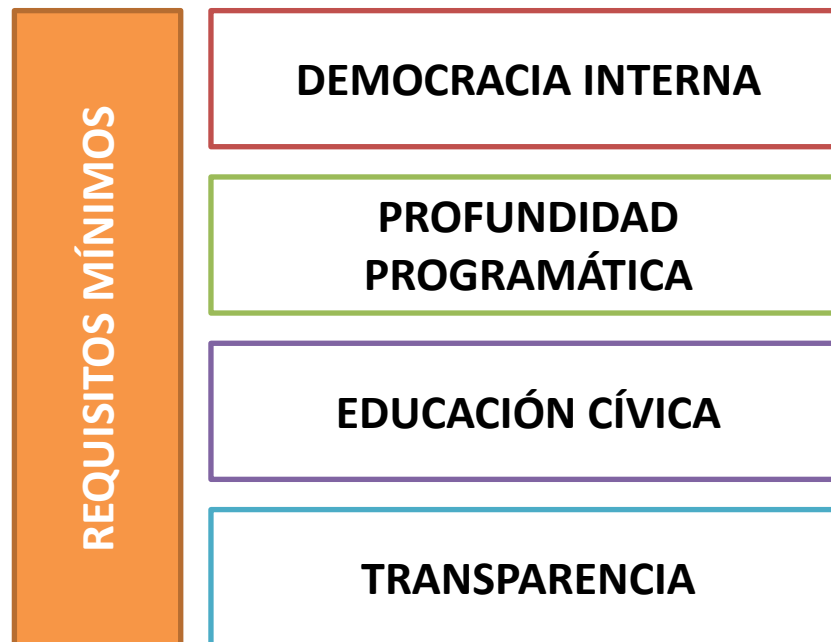 REQUISITOS MÍNIMOS
DEMOCRACIA INTERNA
PROFUNDIDAD
PROGRAMÁTICA
EDUCACIÓN CÍVICA
TRANSPARENCIA